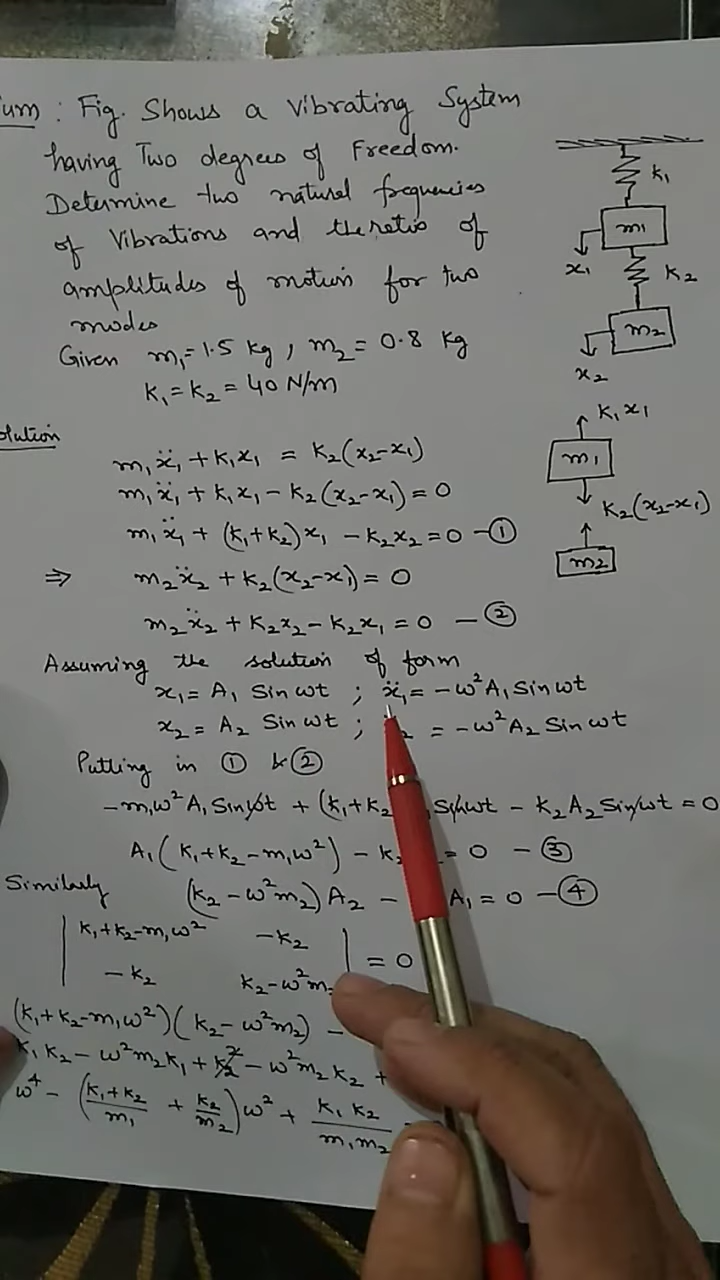 um : Fig. Shows a Vibrating System
having Two degrees of Freedom.
Determine two natural frequencies
of Vibrations and the ratio of
amplitudes of motion for two
modes
Given m₁ = 1.5 kg , m₂ = 0.8 kg
k₁ = k₂ = 40 N/m
k₁
m₁
x₁
k₂
m₂
x₂
k₁x₁
m₁
k₂(x₂-x₁)
m₂
olution
m₁ẍ₁ + k₁x₁ = k₂(x₂-x₁)
m₁ẍ₁ + k₁x₁ - k₂(x₂-x₁) = 0
m₁ẍ₁ + (k₁+k₂)x₁ - k₂x₂ = 0 - ①
⇒ m₂ẍ₂ + k₂(x₂-x₁) = 0
m₂ẍ₂ + k₂x₂ - k₂x₁ = 0 - ②
Assuming the solution of form
x₁ = A₁ Sin ωt ; ẍ₁ = -ω²A₁ Sin ωt
x₂ = A₂ Sin ωt ; ₂ = -ω²A₂ Sin ωt
Putting in ① & ②
-m₁ω²A₁ Sinωt + (k₁+k₂ ₁ Sinωt - k₂A₂ Sinωt = 0
A₁(k₁+k₂-m₁ω²) - k₂ = 0 - ③
Similarly (k₂-ω²m₂)A₂ - A₁ = 0 - ④
| k₁+k₂-m₁ω² -k₂ |
| -k₂ k₂-ω²m₂ | = 0
(k₁+k₂-m₁ω²)(k₂-ω²m₂) -
k₁k₂ - ω²m₂k₁ + k₂² - ω²m₂k₂ +
ω⁴ - ((k₁+k₂)/m₁ + k₂/m₂)ω² + k₁k₂/m₁m₂